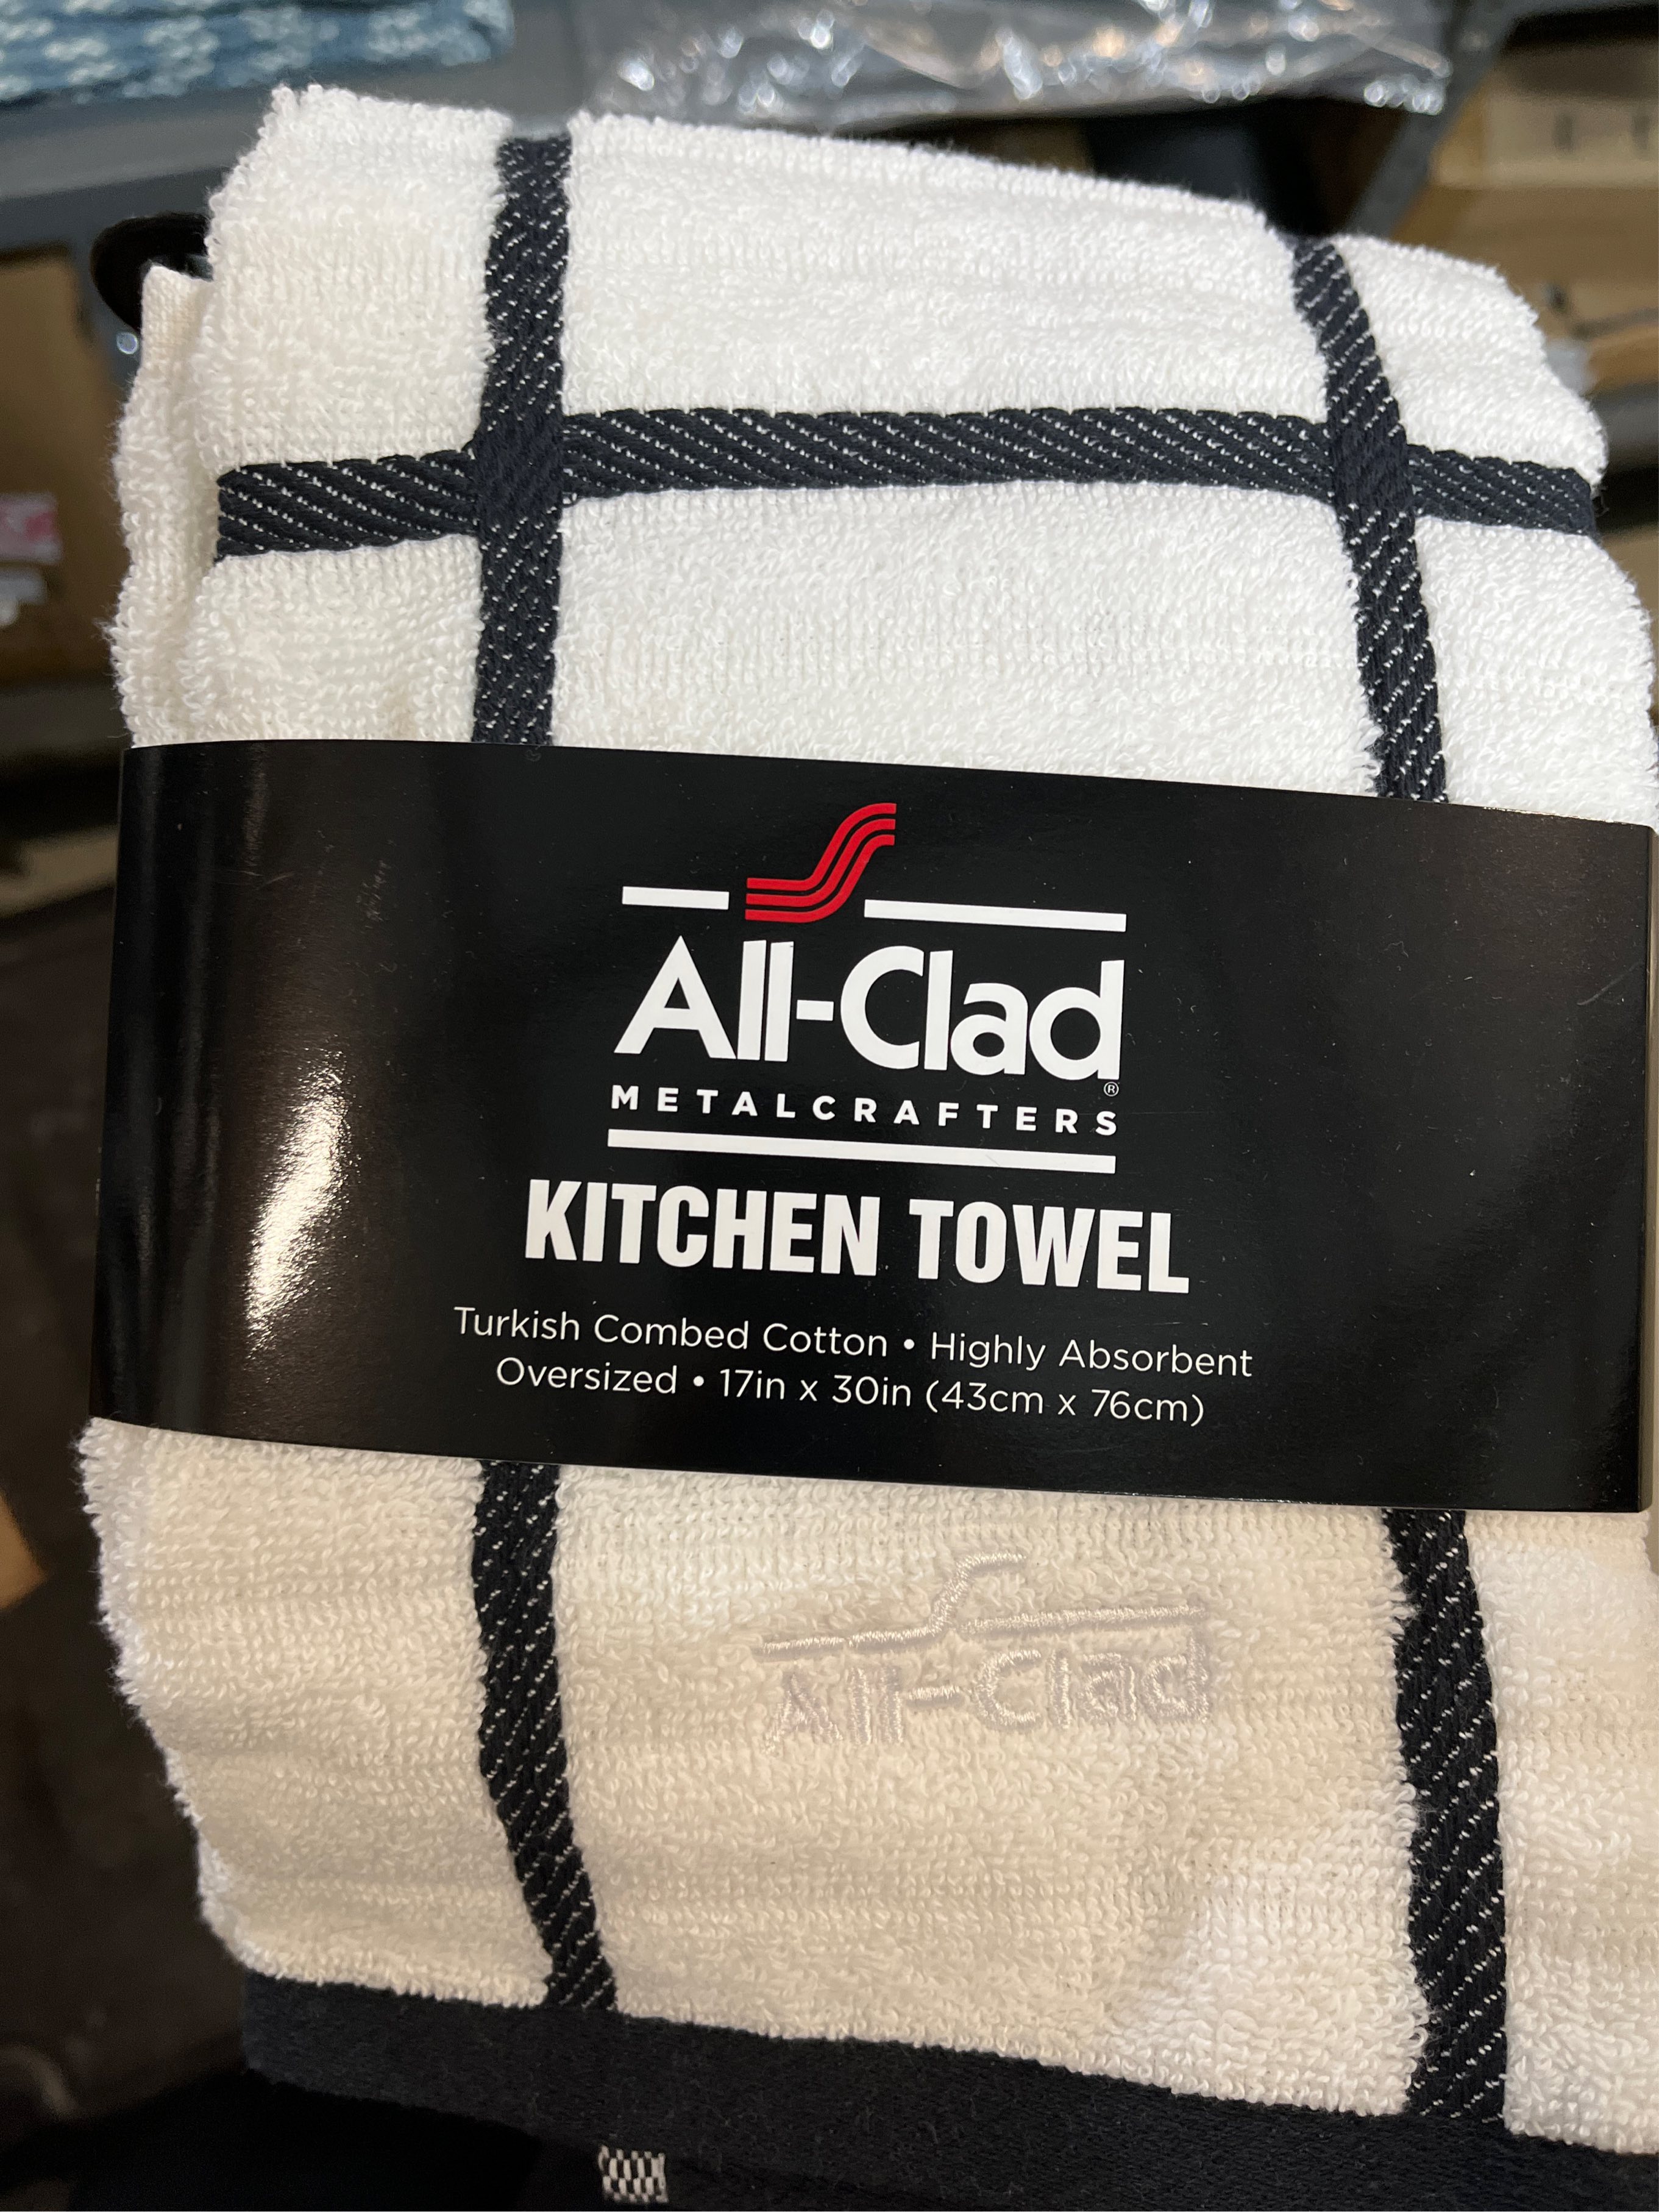 All-Clad
®
METALCRAFTERS
KITCHEN TOWEL
Turkish Combed Cotton • Highly Absorbent
Oversized • 17in x 30in (43cm x 76cm)
All-Clad